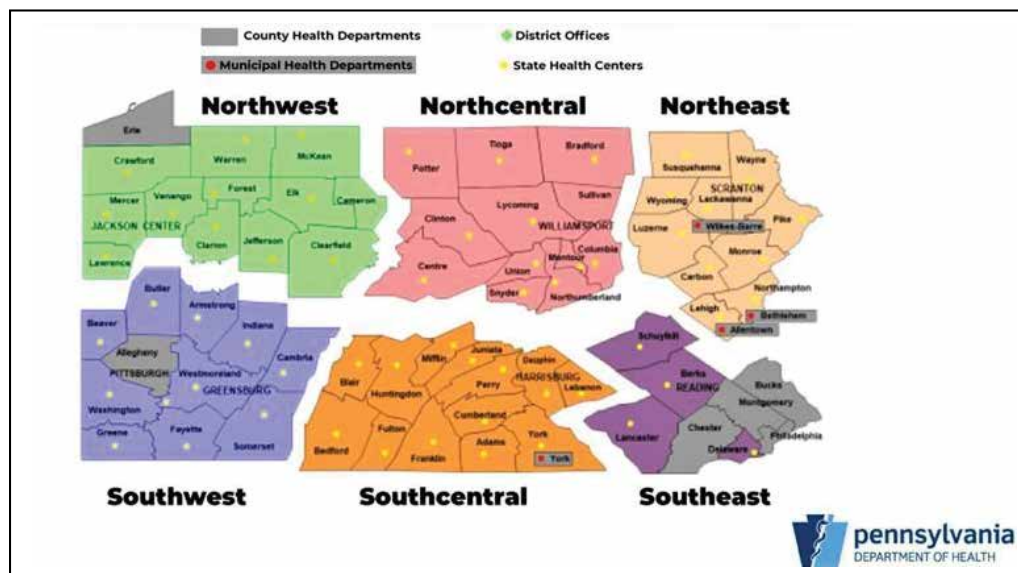 County Health Departments
District Offices
Municipal Health Departments
State Health Centers
Northwest
Northcentral
Northeast
Erie
Crawford
Warren
McKean
Mercer
Venango
Forest
Elk
Cameron
JACKSON CENTER
Clarion
Jefferson
Clearfield
Lawrence
Potter
Tioga
Bradford
Sullivan
Clinton
Lycoming
WILLIAMSPORT
Centre
Union
Montour
Columbia
Snyder
Northumberland
Susquehanna
Wayne
SCRANTON
Wyoming
Lackawanna
Pike
Luzerne
Wilkes-Barre
Monroe
Carbon
Northampton
Lehigh
Bethlehem
Allentown
Butler
Armstrong
Beaver
Indiana
Allegheny
PITTSBURGH
Westmoreland
Cambria
GREENSBURG
Washington
Greene
Fayette
Somerset
Mifflin
Juniata
Dauphin
Blair
HARRISBURG
Huntingdon
Perry
Lebanon
Cumberland
Bedford
Fulton
Franklin
Adams
York
York
Schuylkill
Berks
READING
Bucks
Montgomery
Lancaster
Chester
Philadelphia
Delaware
Southwest
Southcentral
Southeast
pennsylvania
DEPARTMENT OF HEALTH